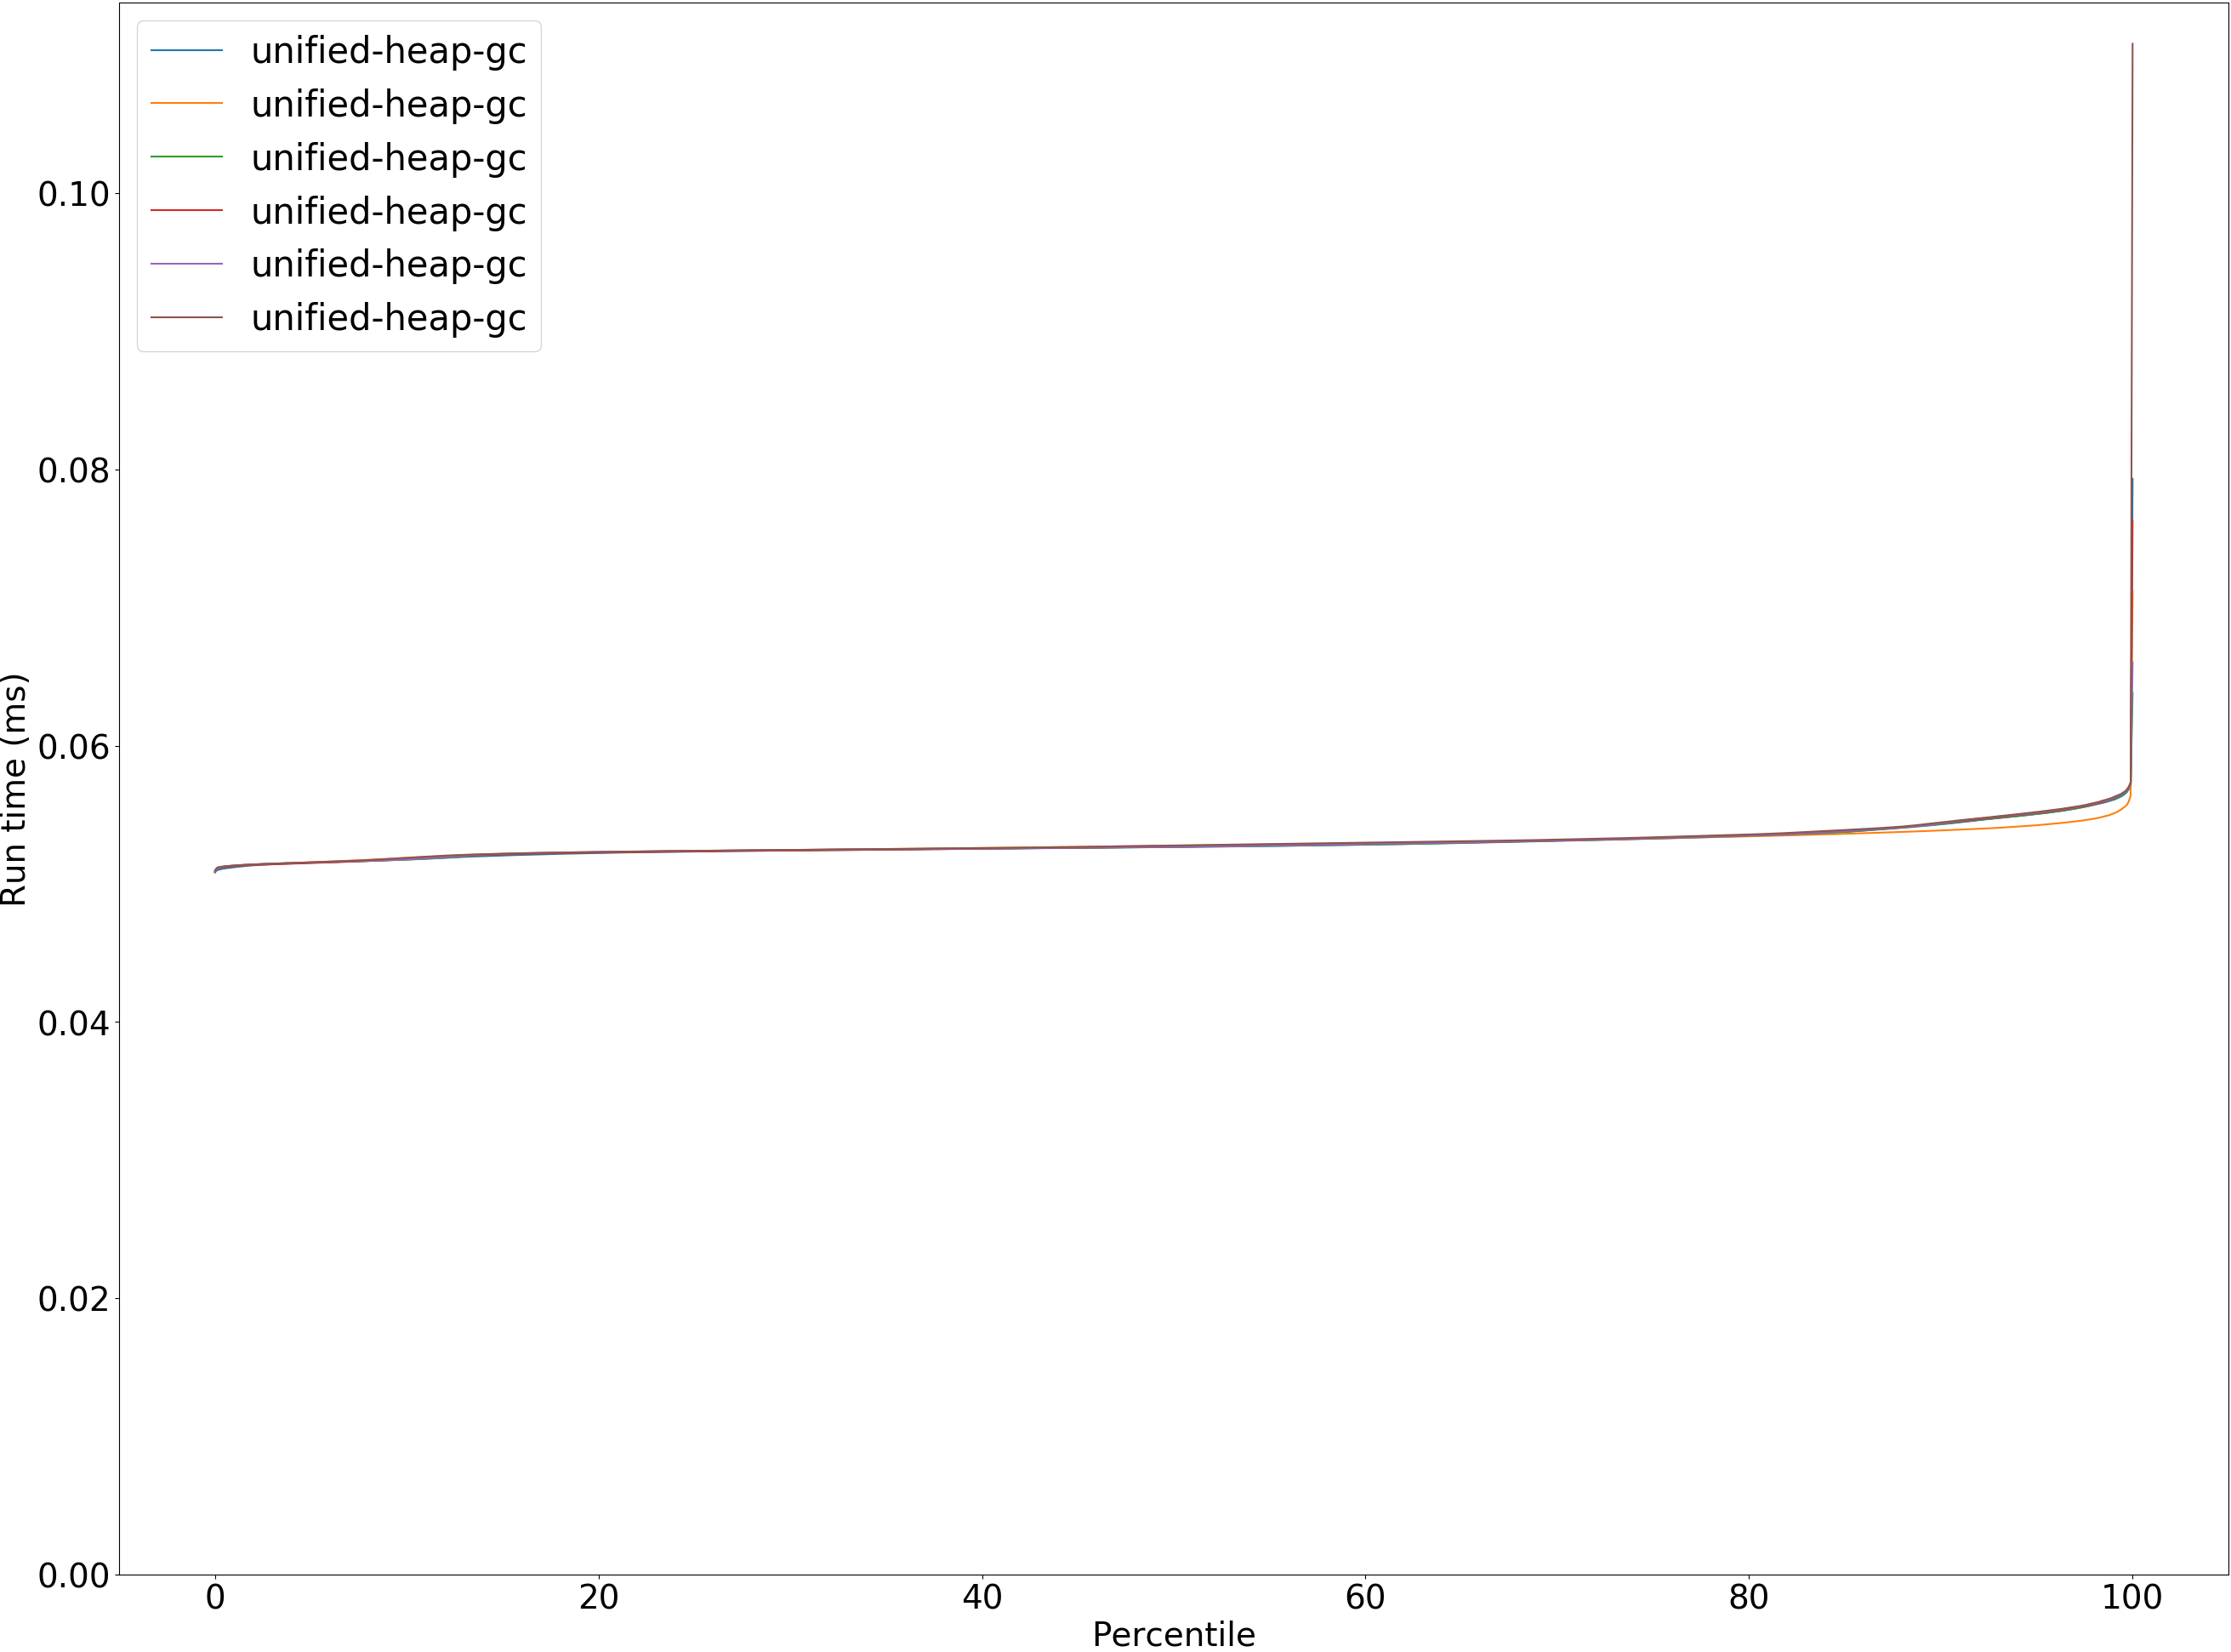 unified-heap-gc
unified-heap-gc
unified-heap-gc
unified-heap-gc
unified-heap-gc
unified-heap-gc
Run time (ms)
0.10
0.08
0.06
0.04
0.02
0.00
0 20 40 60 80 100
Percentile